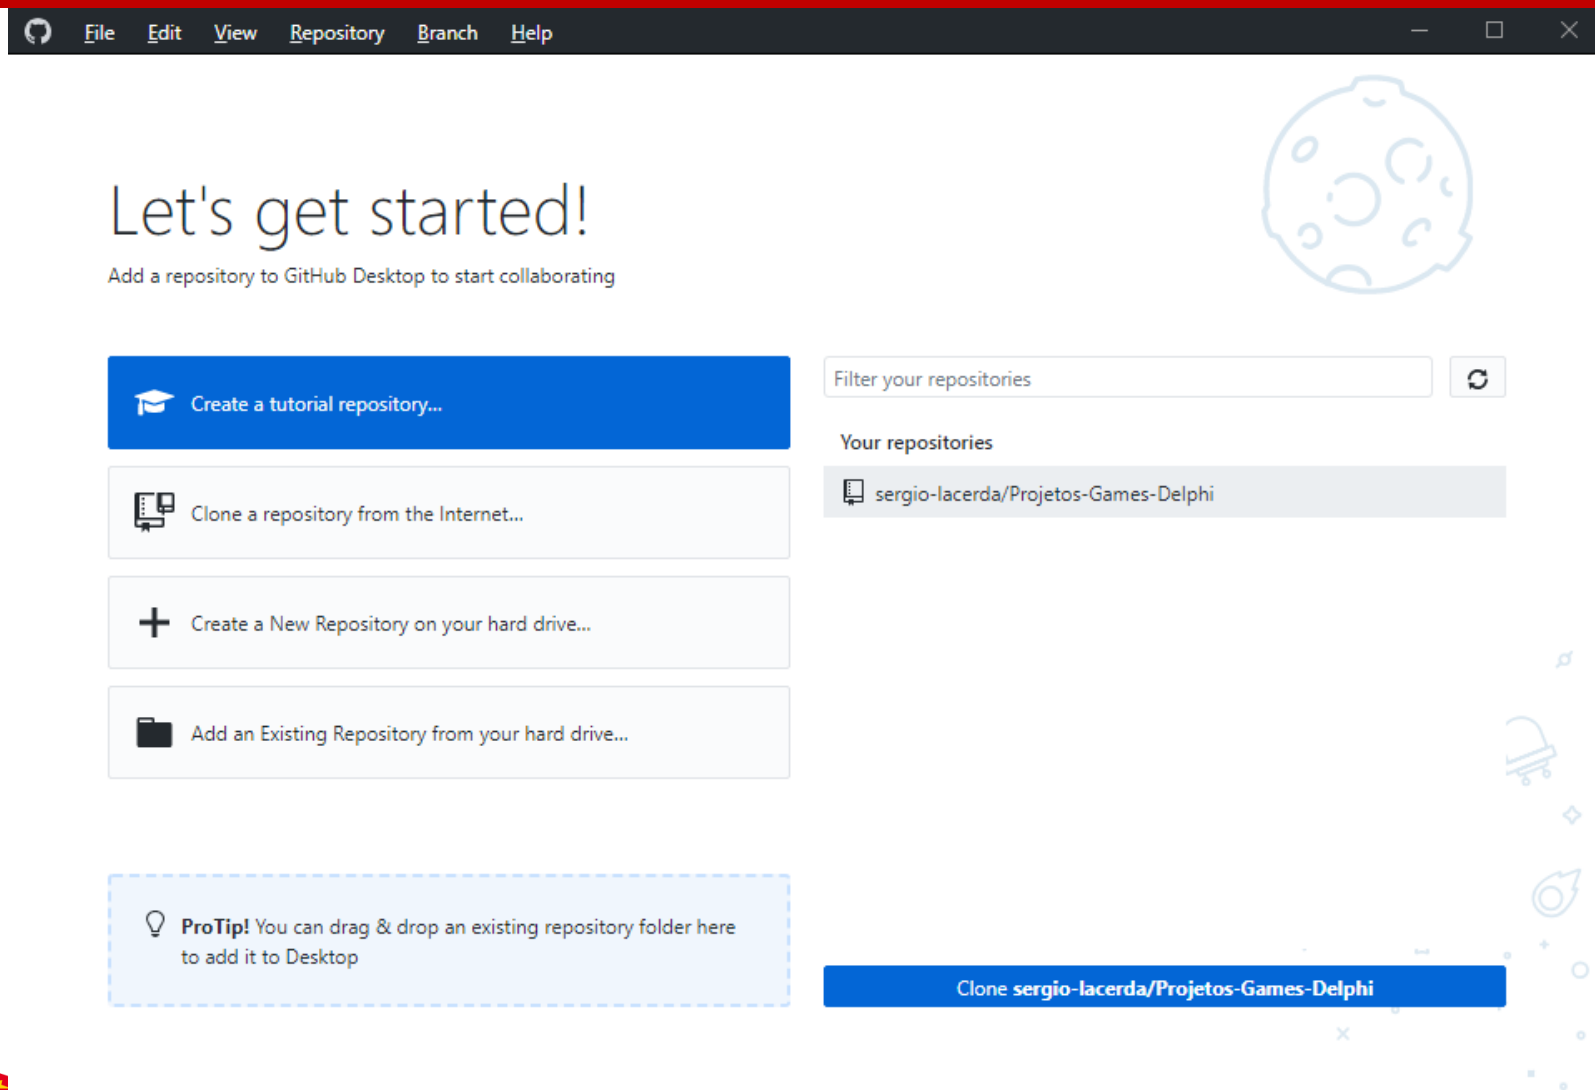 File Edit View Repository Branch Help
Let's get started!
Add a repository to GitHub Desktop to start collaborating
Create a tutorial repository...
Clone a repository from the Internet...
Create a New Repository on your hard drive...
Add an Existing Repository from your hard drive...
ProTip! You can drag & drop an existing repository folder here
to add it to Desktop
Filter your repositories
Your repositories
sergio-lacerda/Projetos-Games-Delphi
Clone sergio-lacerda/Projetos-Games-Delphi